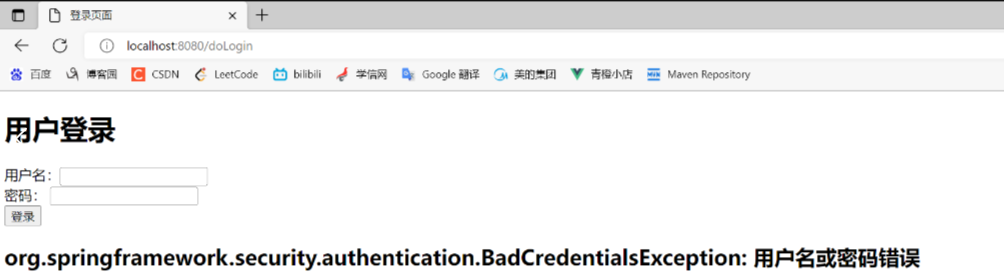 登录页面
localhost:8080/doLogin
百度 博客园 CSDN LeetCode bilibili 学信网 Google 翻译 美的集团 青橙小店 Maven Repository
用户登录
用户名：
密码：
登录
org.springframework.security.authentication.BadCredentialsException: 用户名或密码错误